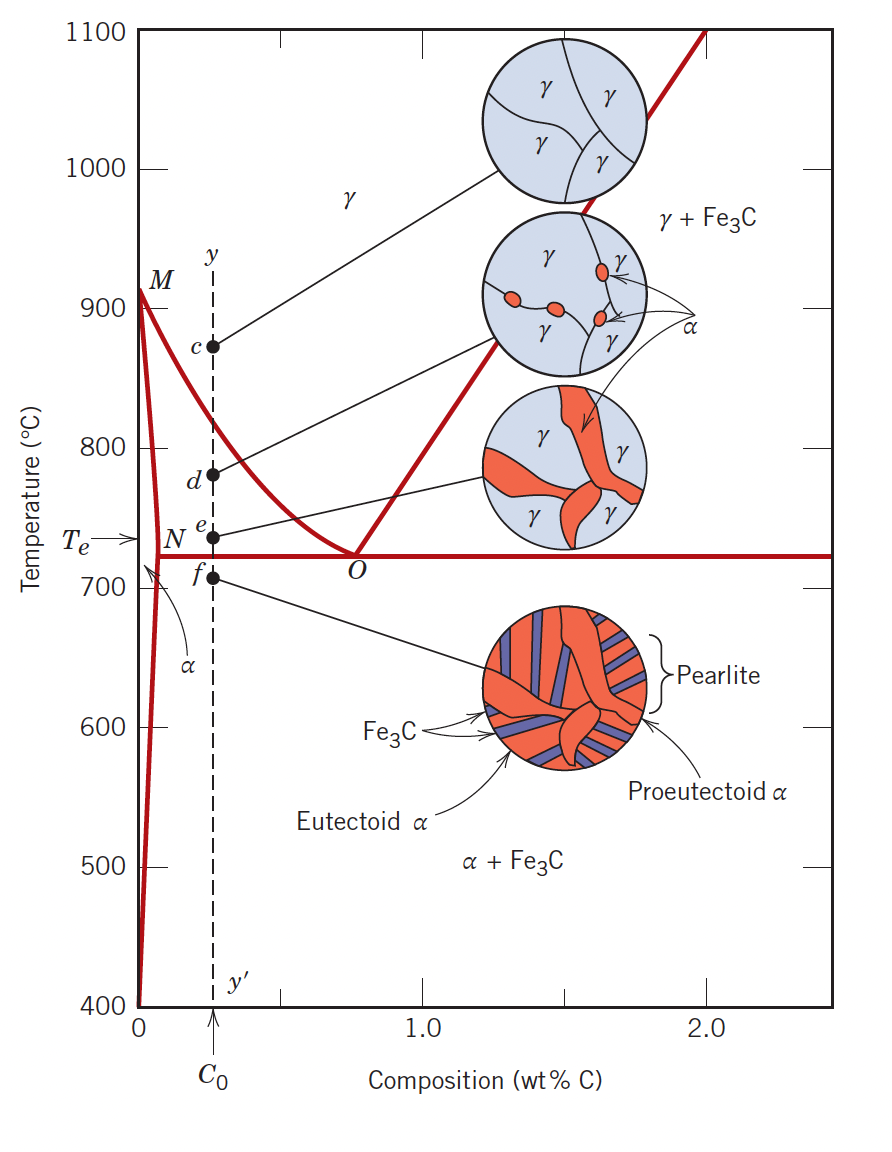 1100
γ
γ
γ
γ
1000
γ
γ + Fe₃C
y
γ
γ
M
900
γ
α
c
γ
800
γ
γ
d
Temperature (°C)
e
γ
γ
Tₑ
N
O
f
700
α
Pearlite
Fe₃C
600
Proeutectoid α
Eutectoid α
α + Fe₃C
500
y′
400
0
1.0
2.0
C₀
Composition (wt% C)